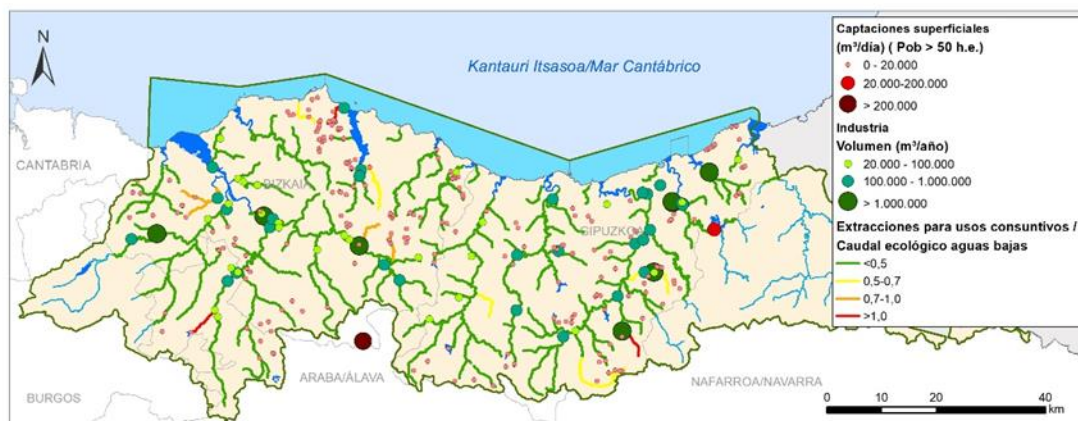 N
Kantauri Itsasoa/Mar Cantábrico
CANTABRIA
BIZKAIA
GIPUZKOA
BURGOS
ARABA/ÁLAVA
NAFARROA/NAVARRA
Captaciones superficiales
(m³/día) ( Pob > 50 h.e.)
0 - 20.000
20.000-200.000
> 200.000
Industria
Volumen (m³/año)
20.000 - 100.000
100.000 - 1.000.000
> 1.000.000
Extracciones para usos consuntivos /
Caudal ecológico aguas bajas
<0,5
0,5-0,7
0,7-1,0
>1,0
0 10 20 40
km